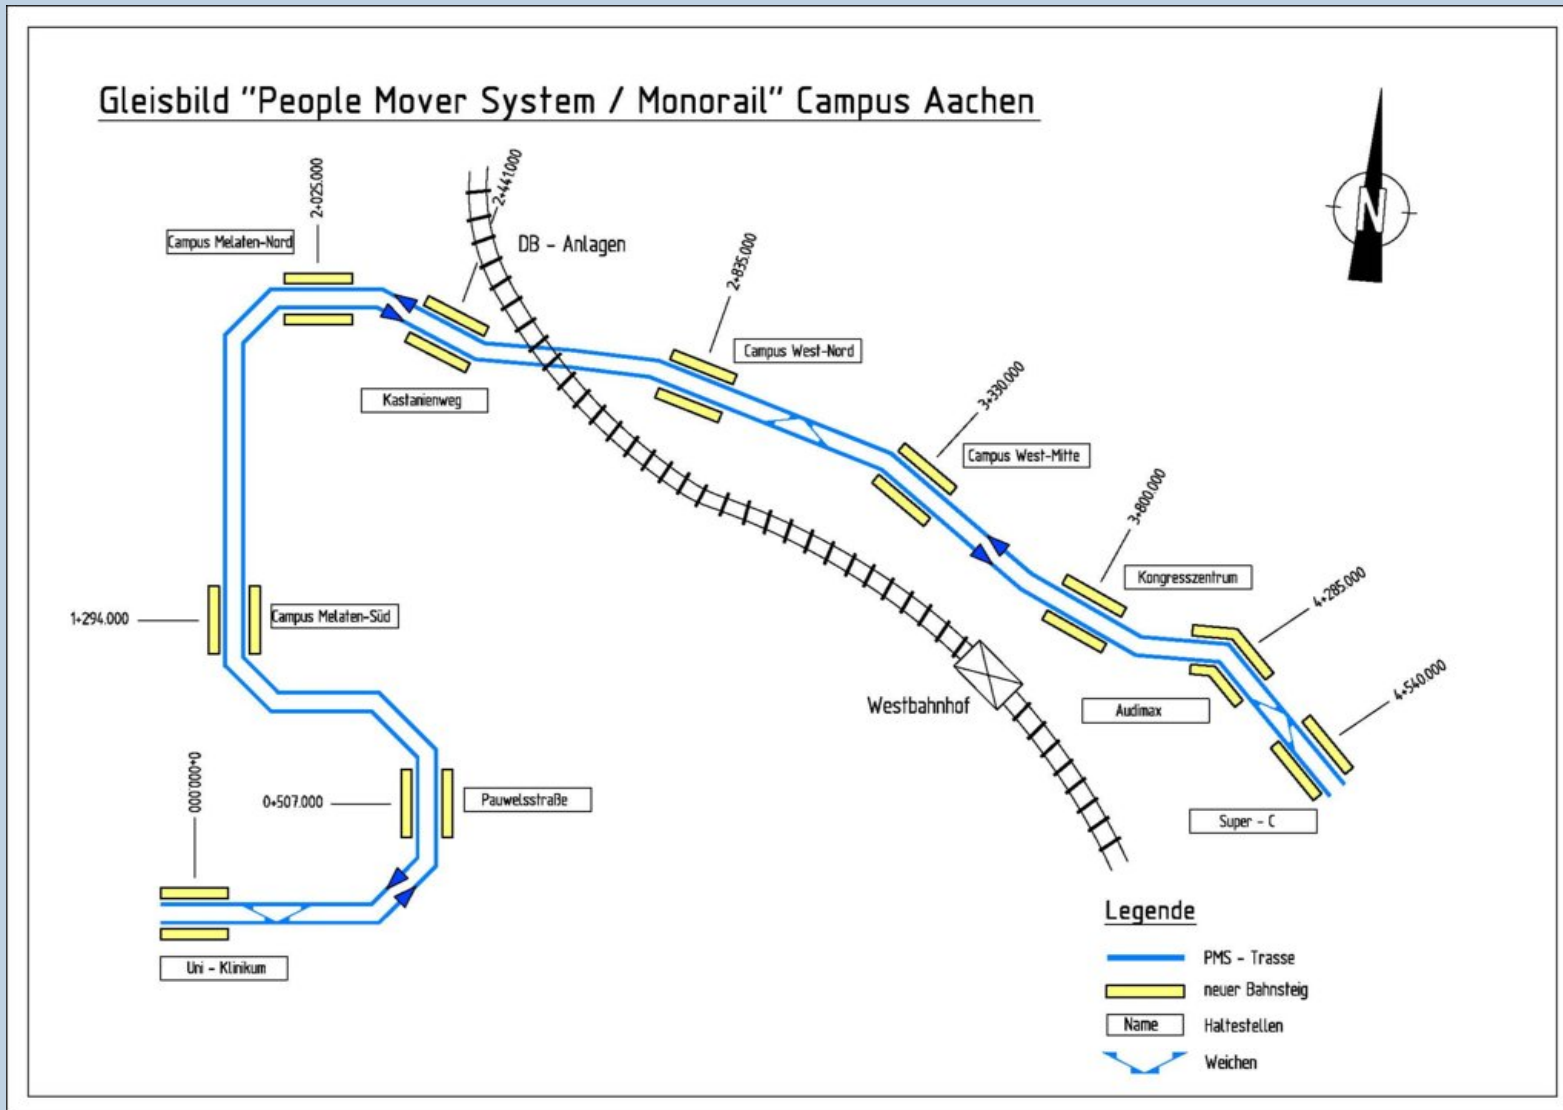 Gleisbild "People Mover System / Monorail" Campus Aachen
N
2+025.000
2+441.000
Campus Melaten-Nord
DB - Anlagen
2+835.000
Campus West-Nord
Kastanienweg
3+330.000
Campus West-Mitte
3+800.000
Kongresszentrum
4+285.000
1+294.000
Campus Melaten-Süd
4+540.000
Westbahnhof
Audimax
0+000.000
0+507.000
Pauwelsstraße
Super - C
Uni - Klinikum
Legende
PMS - Trasse
neuer Bahnsteig
Name
Haltestellen
Weichen